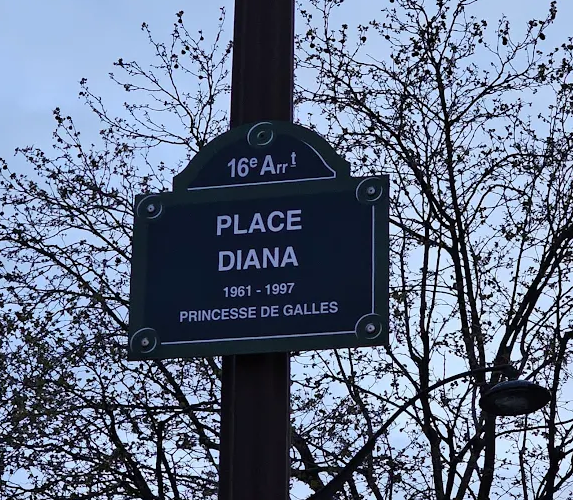 16e Arrt
PLACE
DIANA
1961 - 1997
PRINCESSE DE GALLES